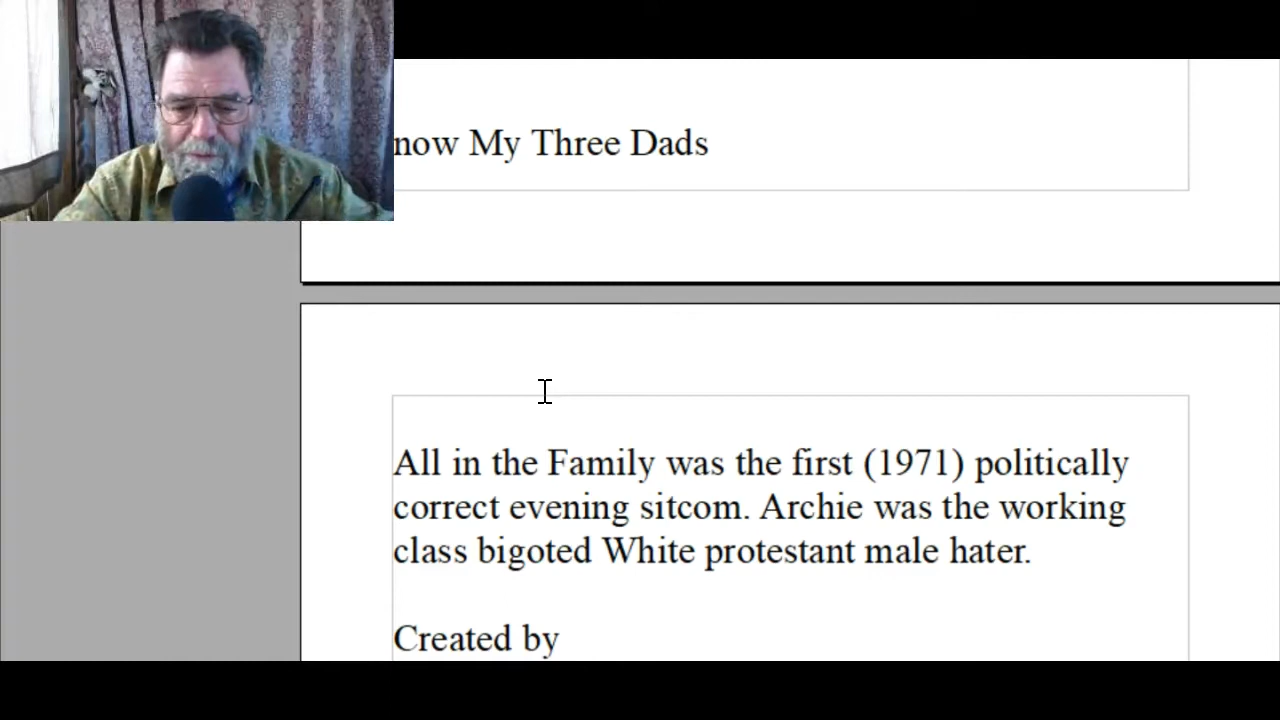 now My Three Dads
All in the Family was the first (1971) politically
correct evening sitcom. Archie was the working
class bigoted White protestant male hater.
Created by